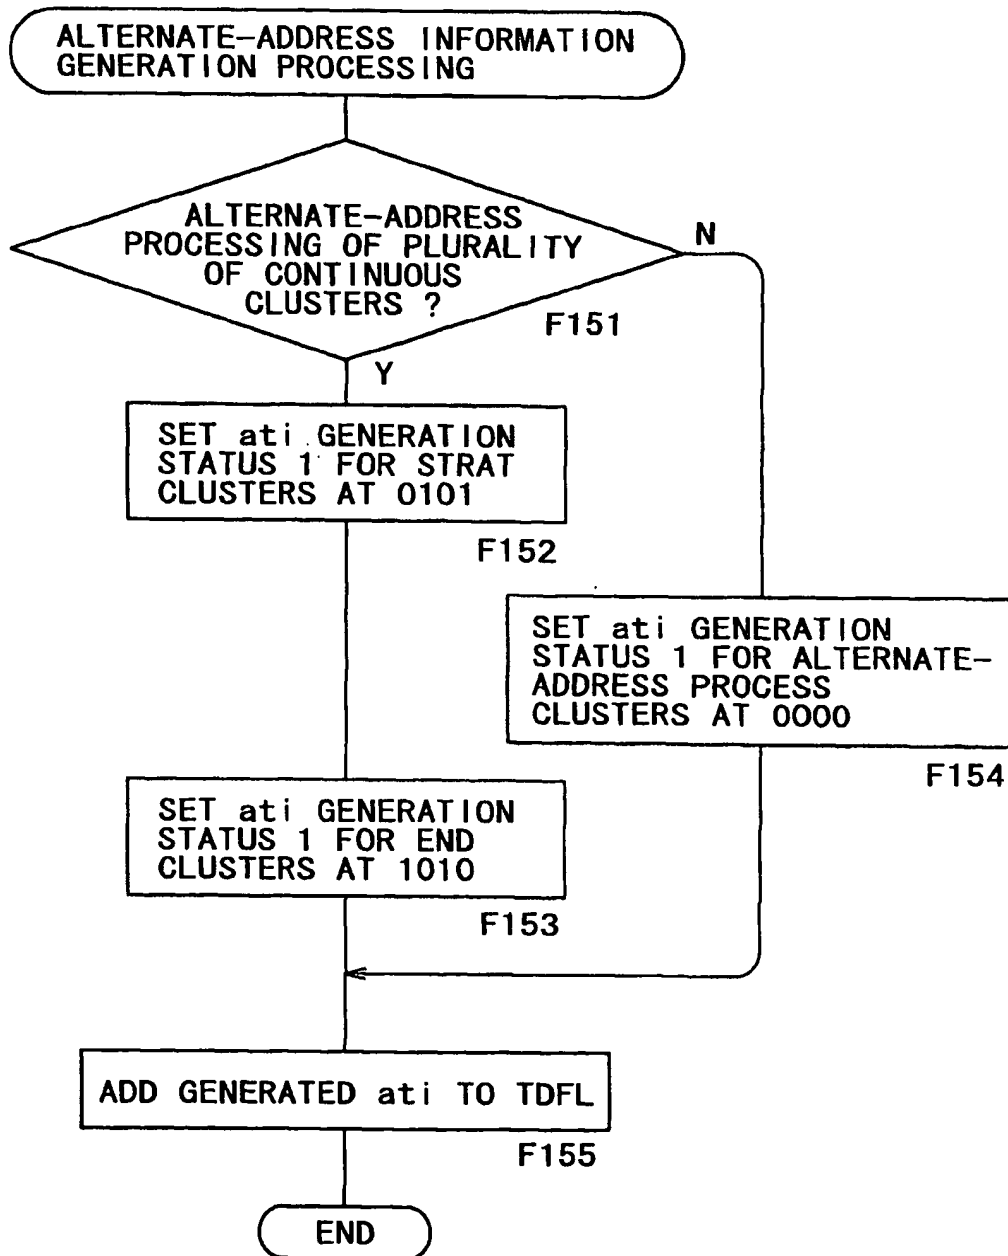 ALTERNATE-ADDRESS INFORMATION
GENERATION PROCESSING
ALTERNATE-ADDRESS
PROCESSING OF PLURALITY
OF CONTINUOUS
CLUSTERS ?
N
F151
Y
SET ati GENERATION
STATUS 1 FOR STRAT
CLUSTERS AT 0101
F152
SET ati GENERATION
STATUS 1 FOR ALTERNATE-
ADDRESS PROCESS
CLUSTERS AT 0000
F154
SET ati GENERATION
STATUS 1 FOR END
CLUSTERS AT 1010
F153
ADD GENERATED ati TO TDFL
F155
END